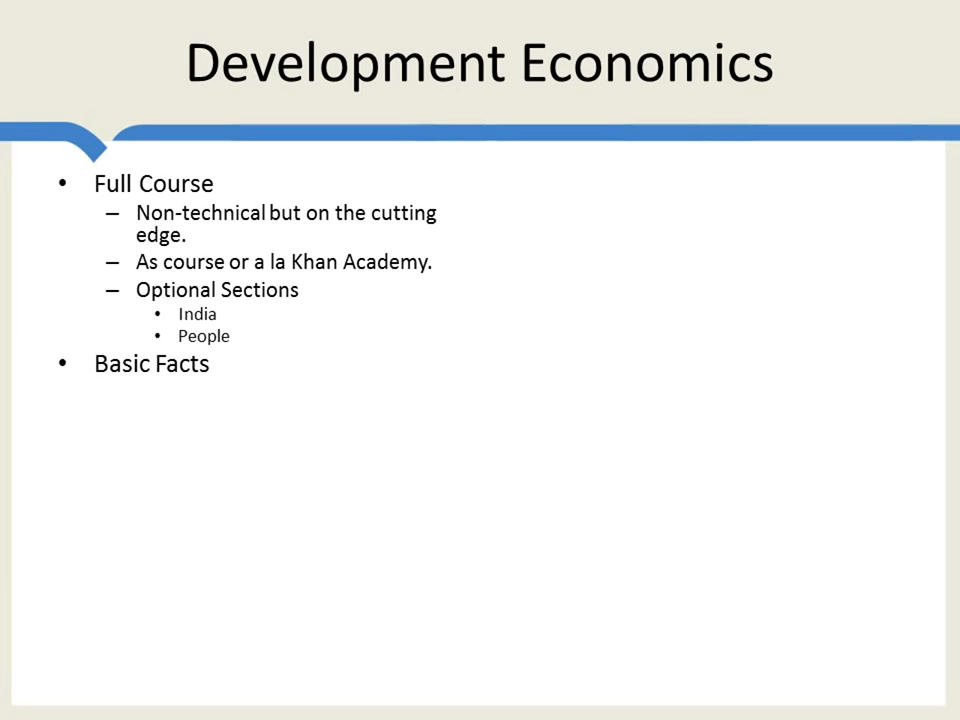 Development Economics
• Full Course
– Non-technical but on the cutting
edge.
– As course or a la Khan Academy.
– Optional Sections
• India
• People
• Basic Facts